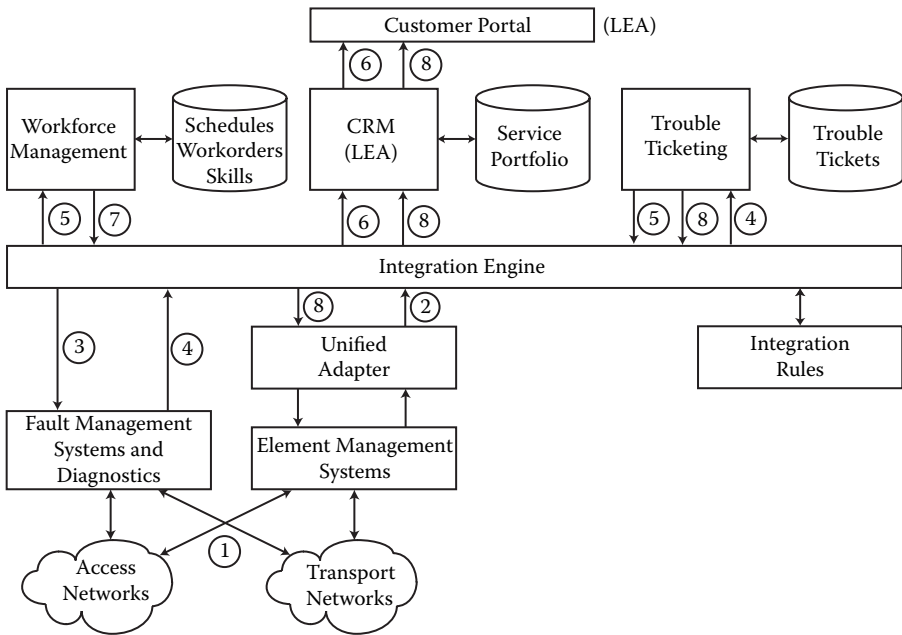 Customer Portal
(LEA)
6
8
Workforce
Management
Schedules
Workorders
Skills
CRM
(LEA)
Service
Portfolio
Trouble
Ticketing
Trouble
Tickets
5
7
6
8
5
8
4
Integration Engine
3
4
8
2
Unified
Adapter
Integration
Rules
Fault Management
Systems and
Diagnostics
Element Management
Systems
1
Access
Networks
Transport
Networks